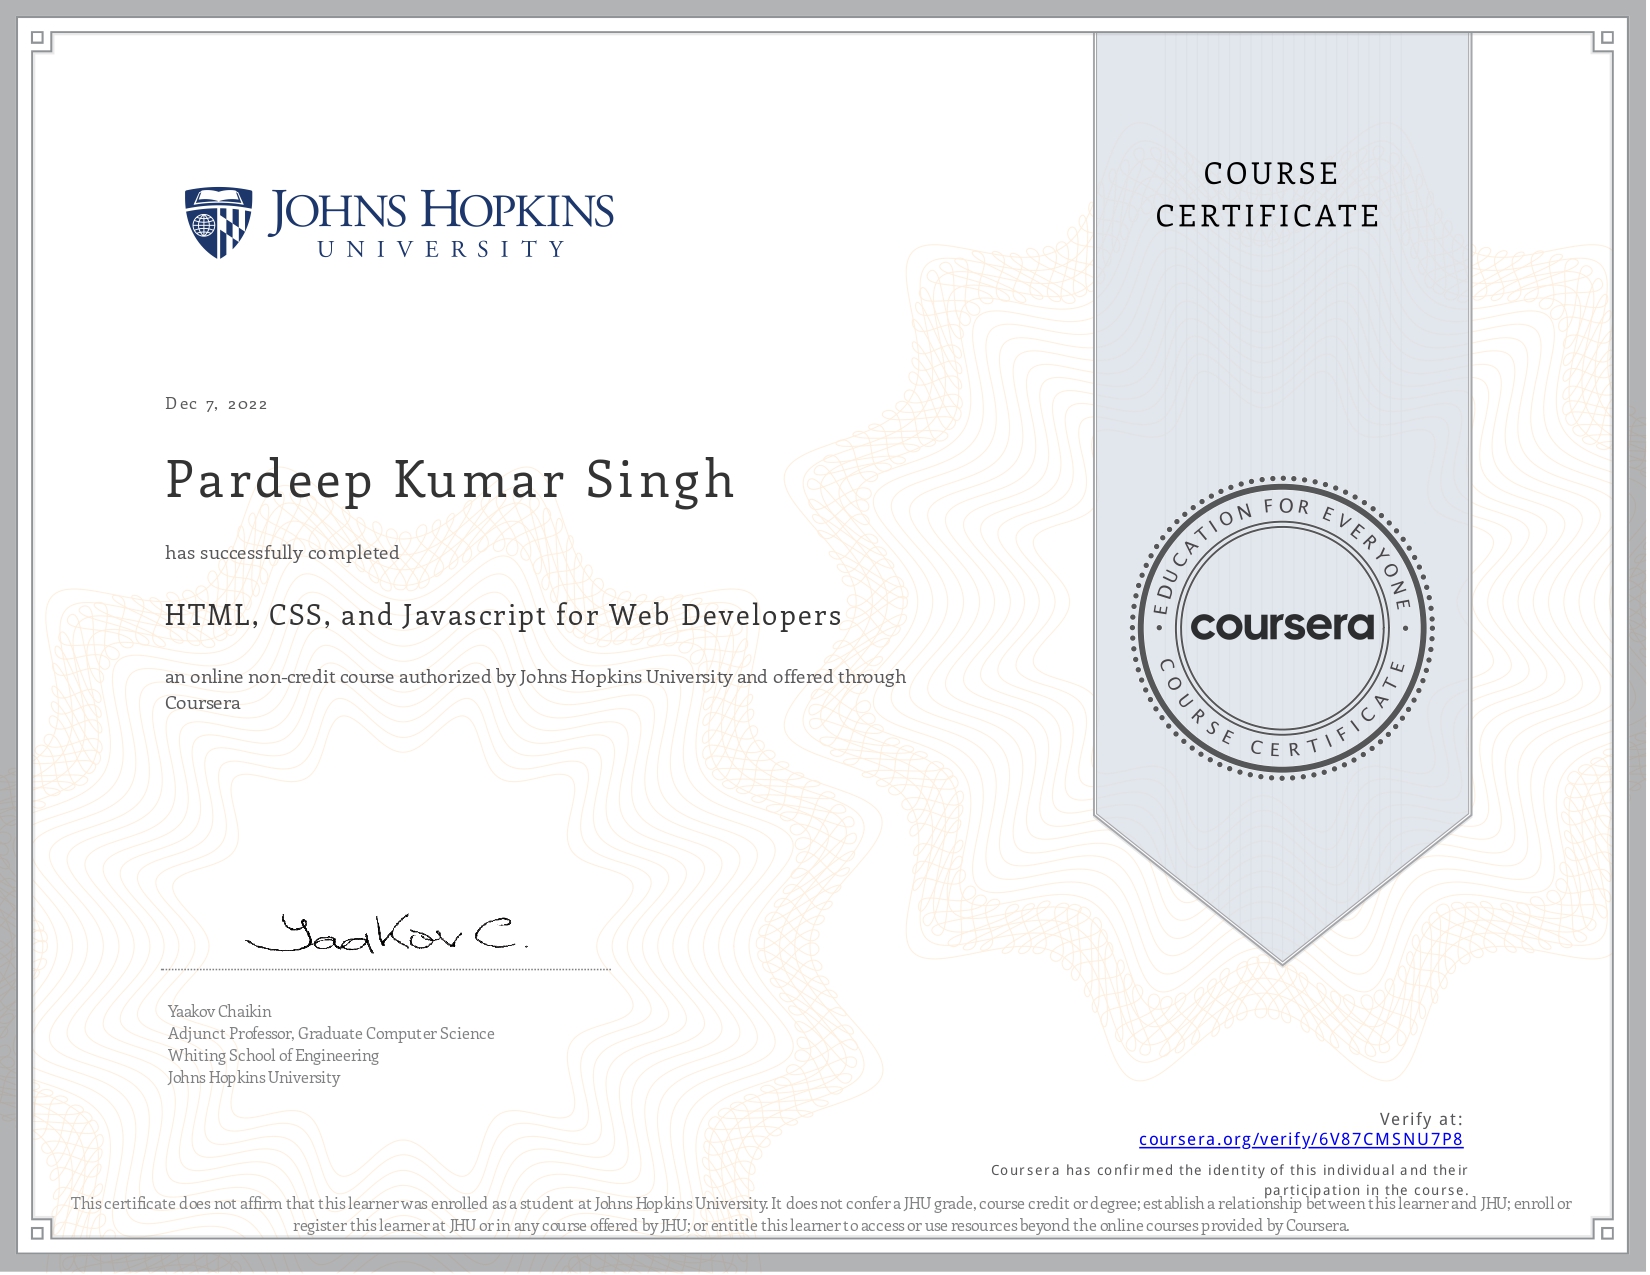 JOHNS HOPKINS
UNIVERSITY
COURSE
CERTIFICATE
Dec 7, 2022
Pardeep Kumar Singh
has successfully completed
HTML, CSS, and Javascript for Web Developers
an online non-credit course authorized by Johns Hopkins University and offered through
Coursera
EDUCATION FOR EVERYONE
coursera
COURSE CERTIFICATE
Yaakov C.
Yaakov Chaikin
Adjunct Professor, Graduate Computer Science
Whiting School of Engineering
Johns Hopkins University
Verify at:
coursera.org/verify/6V87CMSNU7P8
Coursera has confirmed the identity of this individual and their
participation in the course.
This certificate does not affirm that this learner was enrolled as a student at Johns Hopkins University. It does not confer a JHU grade, course credit or degree; establish a relationship between this learner and JHU; enroll or
register this learner at JHU or in any course offered by JHU; or entitle this learner to access or use resources beyond the online courses provided by Coursera.